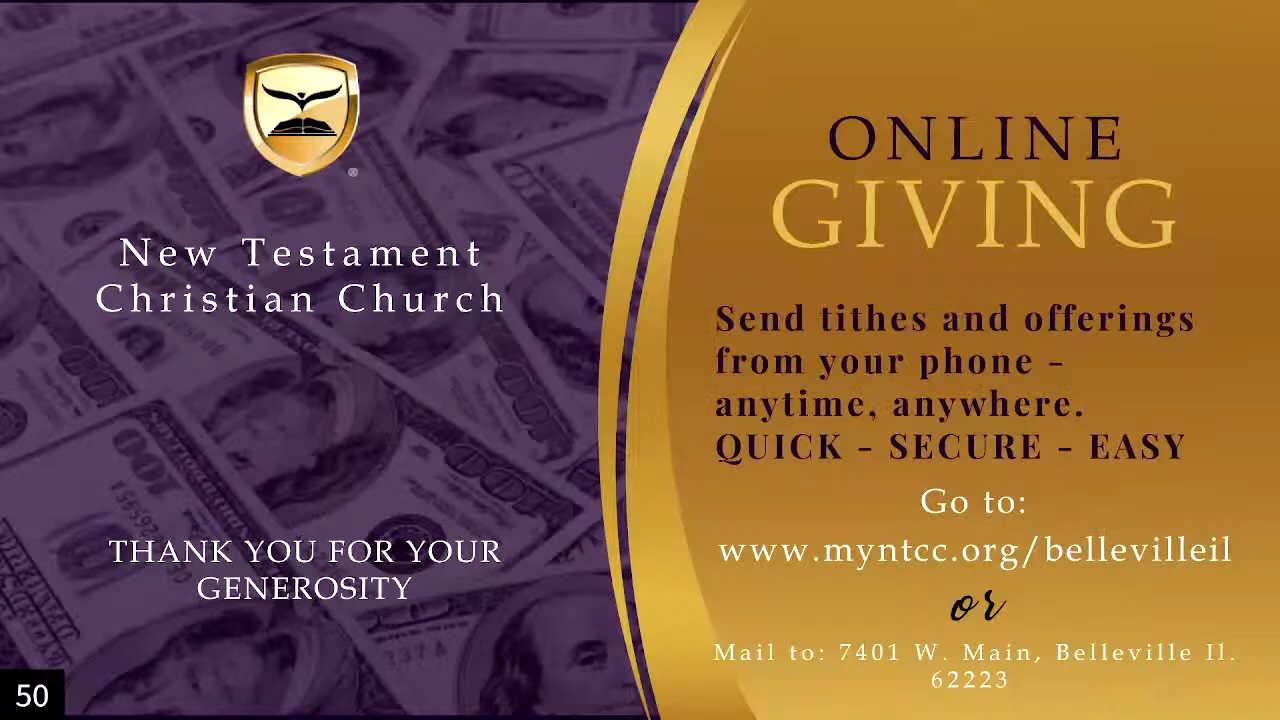 ®
New Testament
Christian Church
THANK YOU FOR YOUR
GENEROSITY
50
ONLINE
GIVING
Send tithes and offerings
from your phone -
anytime, anywhere.
QUICK - SECURE - EASY
Go to:
www.myntcc.org/bellevilleil
or
Mail to: 7401 W. Main, Belleville Il.
62223